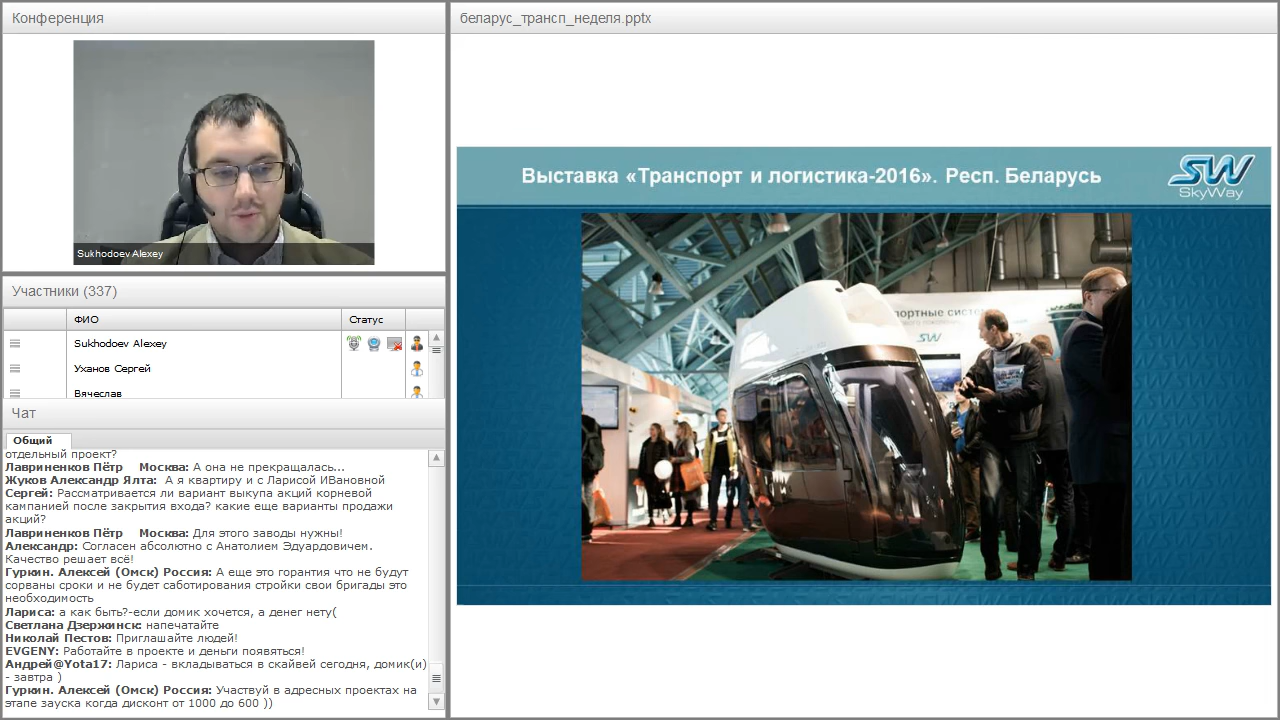 Конференция
Sukhodoev Alexey
Участники (337)
ФИО
Статус
Sukhodoev Alexey
Уханов Сергей
Вячеслав
Чат
Общий
отдельный проект?
Лавриненков Пётр Москва: А она не прекращалась...
Жуков Александр Ялта: А я квартиру и с Ларисой ИВановной
Сергей: Рассматривается ли вариант выкупа акций корневой
кампанией после закрытия входа? какие еще варианты продажи
акций?
Лавриненков Пётр Москва: Для этого заводы нужны!
Александр: Согласен абсолютно с Анатолием Эдуардовичем.
Качество решает всё!
Гуркин. Алексей (Омск) Россия: А еще это горантия что не будут
сорваны сроки и не будет саботирования стройки свои бригады это
необходимость
Лариса: а как быть?-если домик хочется, а денег нету(
Светлана Дзержинск: напечатайте
Николай Пестов: Приглашайте людей!
EVGENY: Работайте в проекте и деньги появяться!
Андрей@Yota17: Лариса - вкладываться в скайвей сегодня, домик(и)
- завтра )
Гуркин. Алексей (Омск) Россия: Участвуй в адресных проектах на
этапе зауска когда дисконт от 1000 до 600 ))
беларус_трансп_неделя.pptx
Выставка «Транспорт и логистика-2016». Респ. Беларусь
SW
SkyWay
портные сист
SW